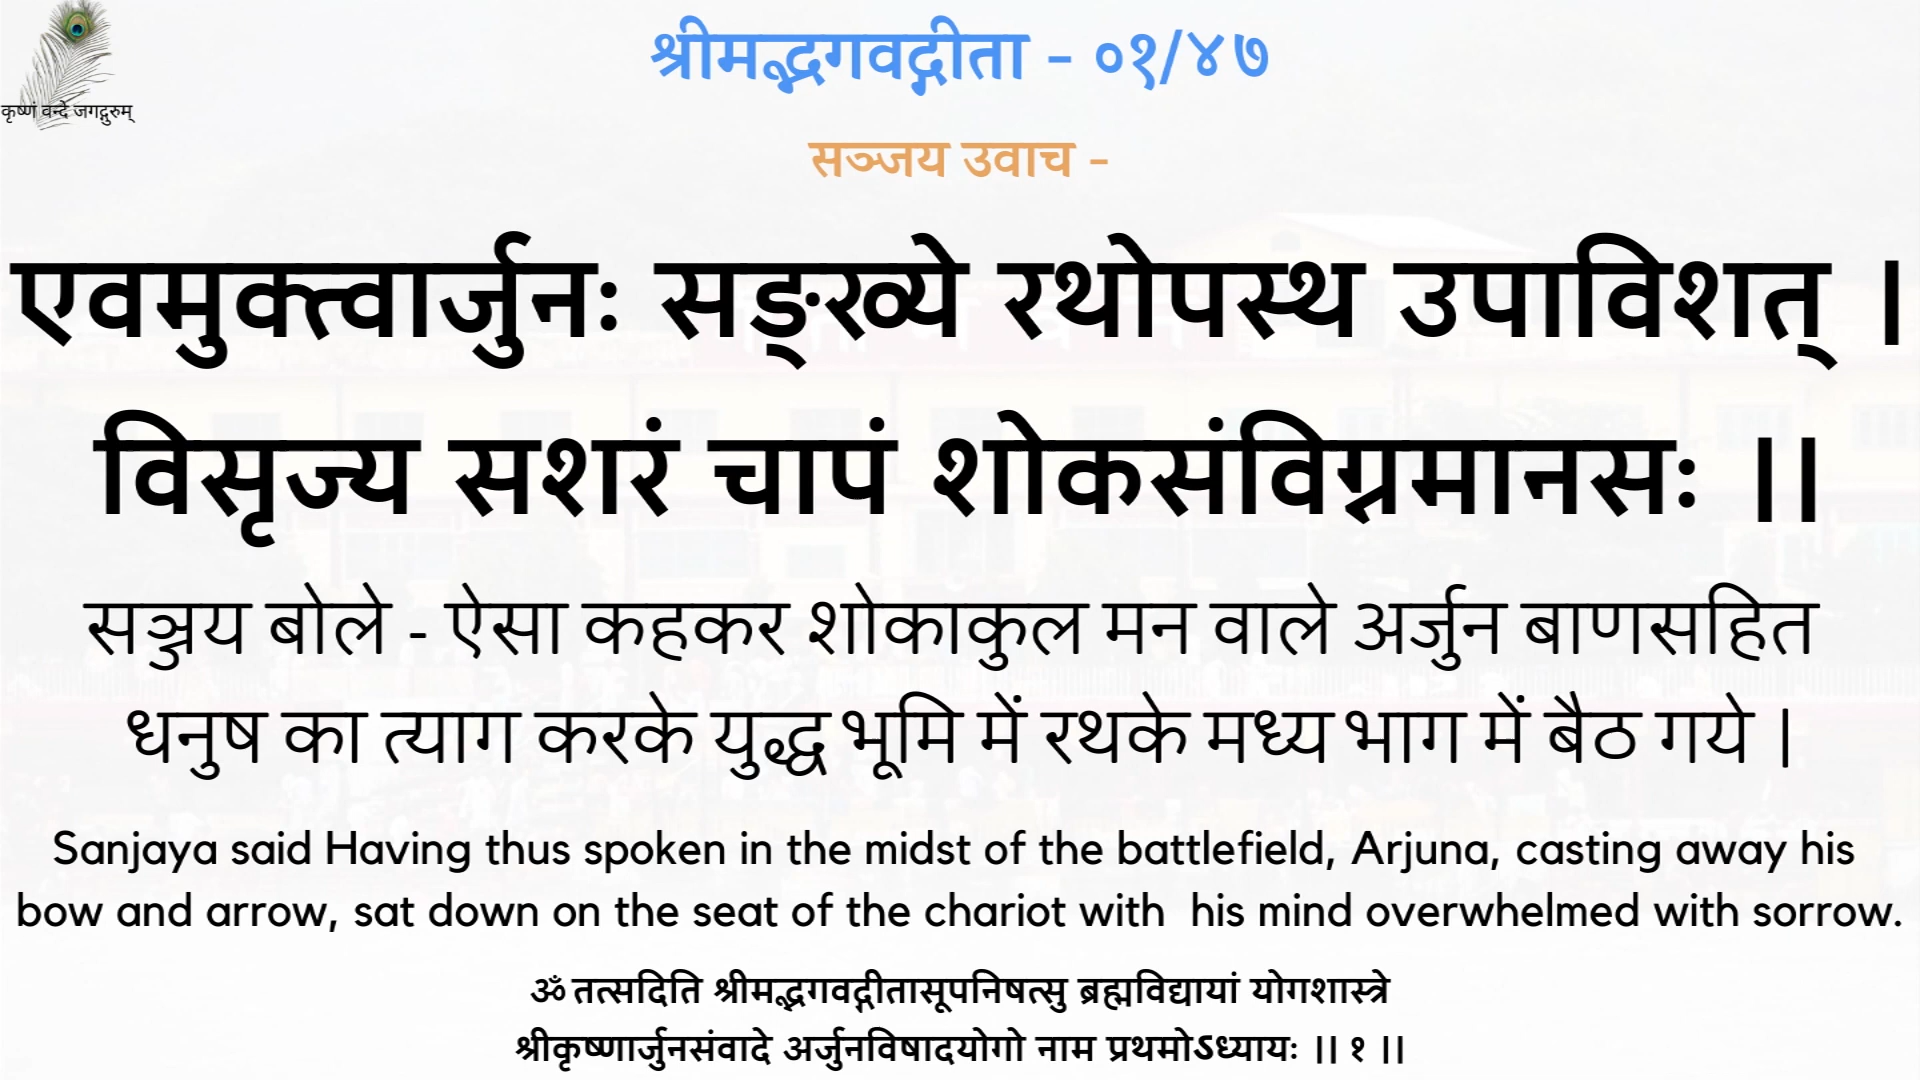 श्रीमद्भगवद्गीता - ०१/४७
कृष्णं वन्दे जगद्गुरुम्
सञ्जय उवाच -
एवमुक्त्वार्जुनः सङ्ख्ये रथोपस्थ उपाविशत् ।
विसृज्य सशरं चापं शोकसंविग्नमानसः ।।
सञ्जय बोले - ऐसा कहकर शोकाकुल मन वाले अर्जुन बाणसहित
धनुष का त्याग करके युद्ध भूमि में रथके मध्य भाग में बैठ गये |
Sanjaya said Having thus spoken in the midst of the battlefield, Arjuna, casting away his
bow and arrow, sat down on the seat of the chariot with  his mind overwhelmed with sorrow.
ॐ तत्सदिति श्रीमद्भगवद्गीतासूपनिषत्सु ब्रह्मविद्यायां योगशास्त्रे
श्रीकृष्णार्जुनसंवादे अर्जुनविषादयोगो नाम प्रथमोऽध्यायः ।। १ ।।